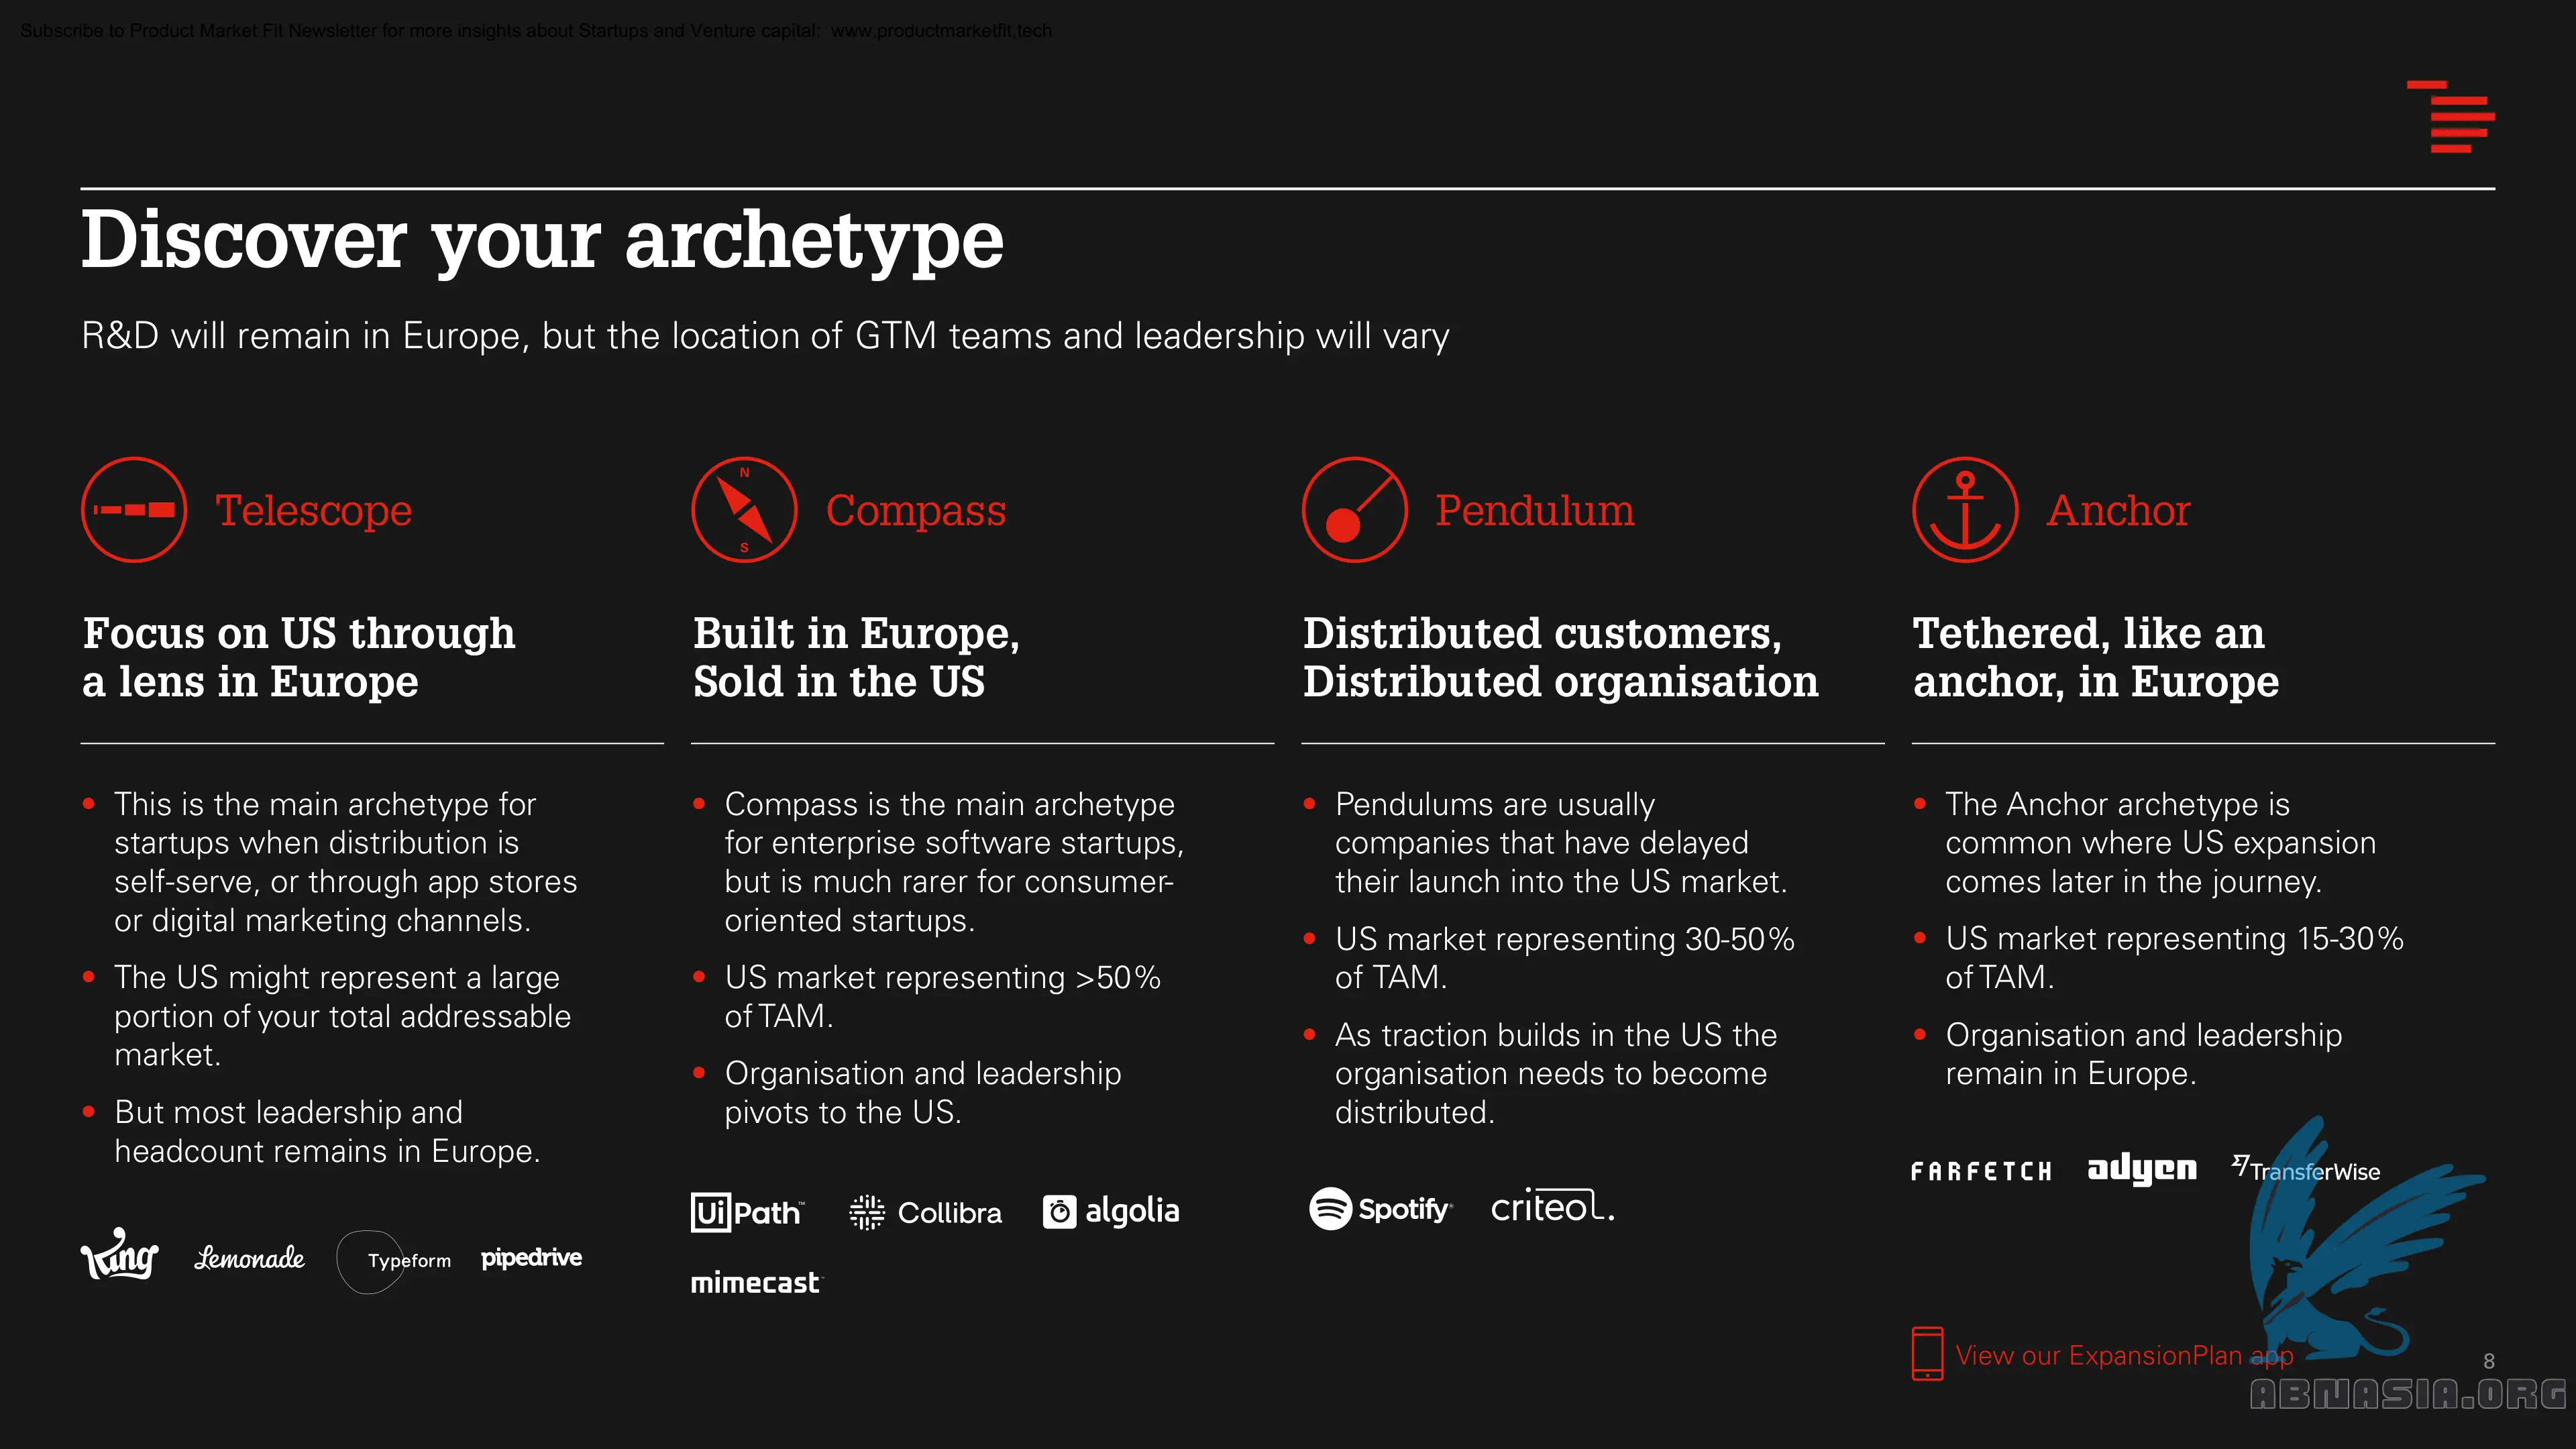 Subscribe to Product Market Fit Newsletter for more insights about Startups and Venture capital: www.productmarketfit.tech
Discover your archetype
R&D will remain in Europe, but the location of GTM teams and leadership will vary
Telescope
Focus on US through
a lens in Europe
• This is the main archetype for
startups when distribution is
self-serve, or through app stores
or digital marketing channels.
• The US might represent a large
portion of your total addressable
market.
• But most leadership and
headcount remains in Europe.
King Lemonade Typeform pipedrive
N
S
Compass
Built in Europe,
Sold in the US
• Compass is the main archetype
for enterprise software startups,
but is much rarer for consumer-
oriented startups.
• US market representing >50%
of TAM.
• Organisation and leadership
pivots to the US.
UiPath™ Collibra algolia
mimecast
Pendulum
Distributed customers,
Distributed organisation
• Pendulums are usually
companies that have delayed
their launch into the US market.
• US market representing 30-50%
of TAM.
• As traction builds in the US the
organisation needs to become
distributed.
Spotify criteo.
Anchor
Tethered, like an
anchor, in Europe
• The Anchor archetype is
common where US expansion
comes later in the journey.
• US market representing 15-30%
of TAM.
• Organisation and leadership
remain in Europe.
FARFETCH adyen TransferWise
View our ExpansionPlan app
8
ABNASIA.ORG